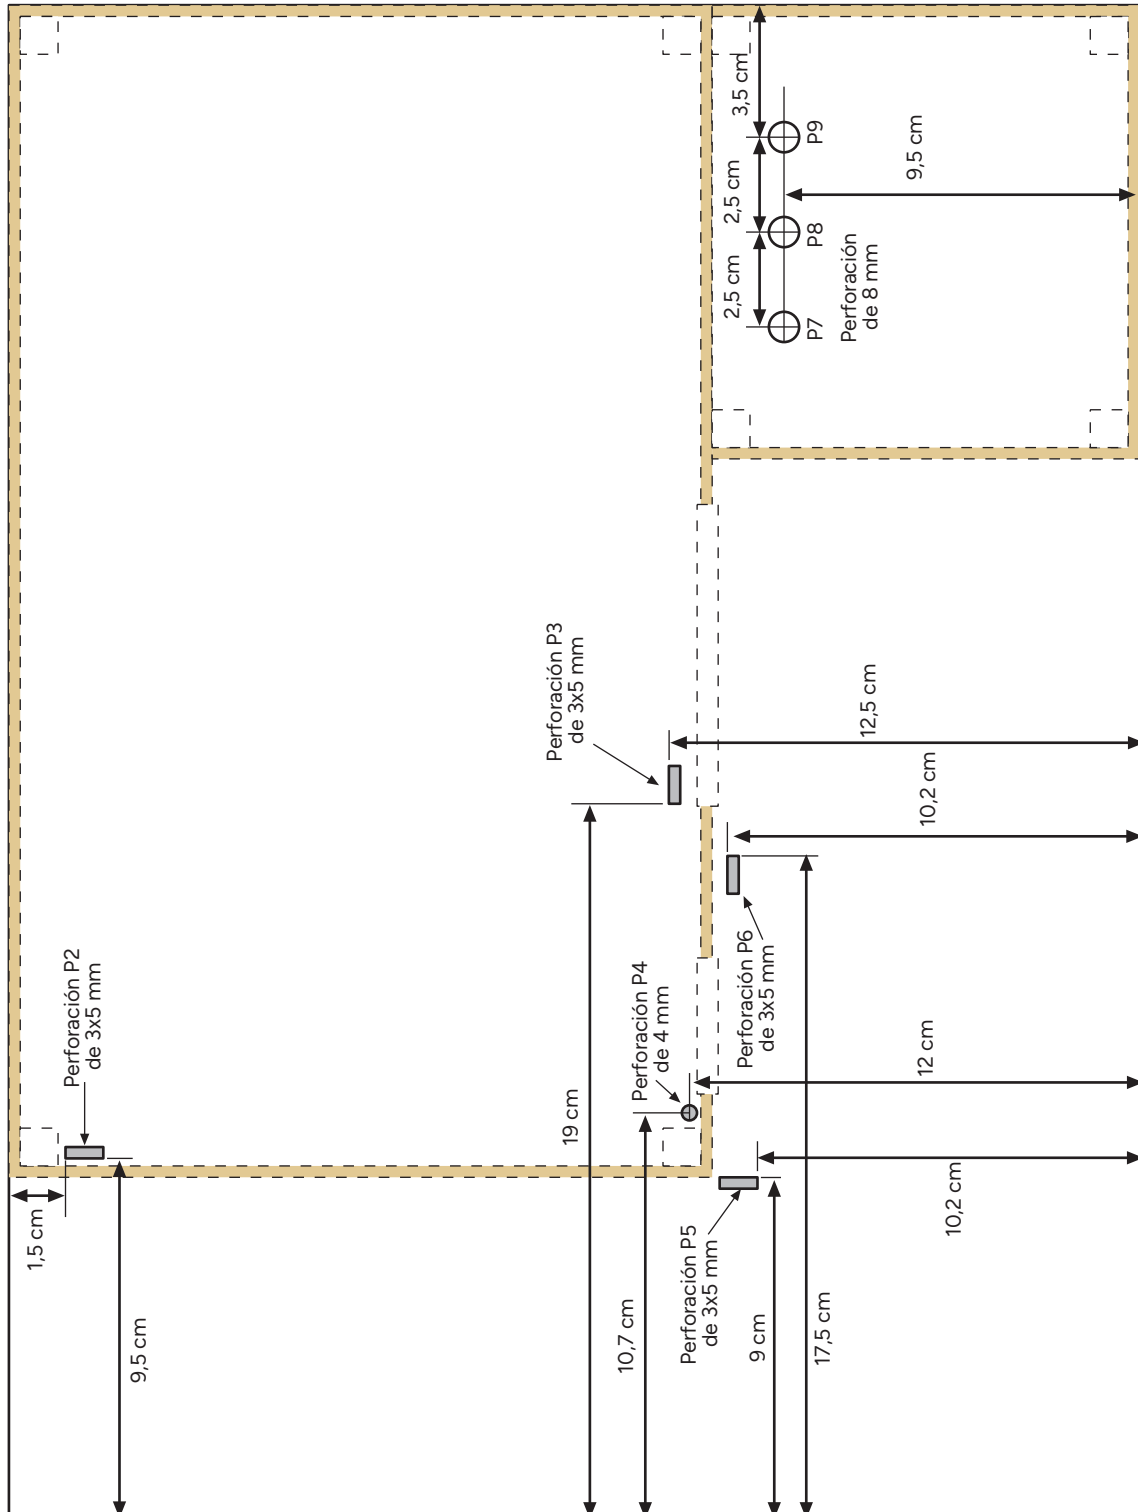 3,5 cm
2,5 cm
2,5 cm
P9
P8
P7
Perforación
de 8 mm
9,5 cm
Perforación P3
de 3x5 mm
12,5 cm
10,2 cm
Perforación P2
de 3x5 mm
Perforación P4
de 4 mm
Perforación P6
de 3x5 mm
12 cm
19 cm
1,5 cm
9,5 cm
10,7 cm
Perforación P5
de 3x5 mm
9 cm
17,5 cm
10,2 cm